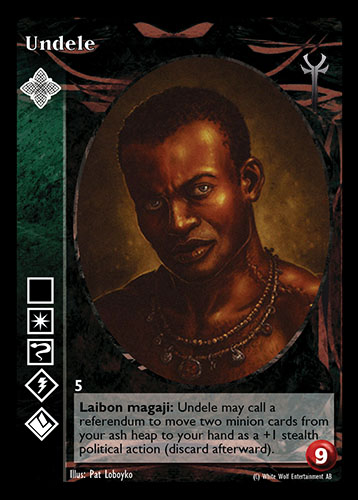 Undele
5
Laibon magaji: Undele may call a
referendum to move two minion cards from
your ash heap to your hand as a +1 stealth
political action (discard afterward).
9
Illus: Pat Loboyko
(C) White Wolf Entertainment AB